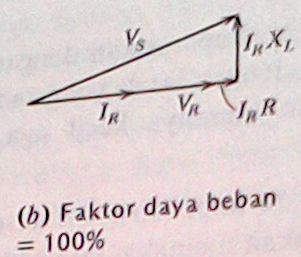 V_S
I_R X_L
I_R V_R I_R R
(b) Faktor daya beban
= 100%